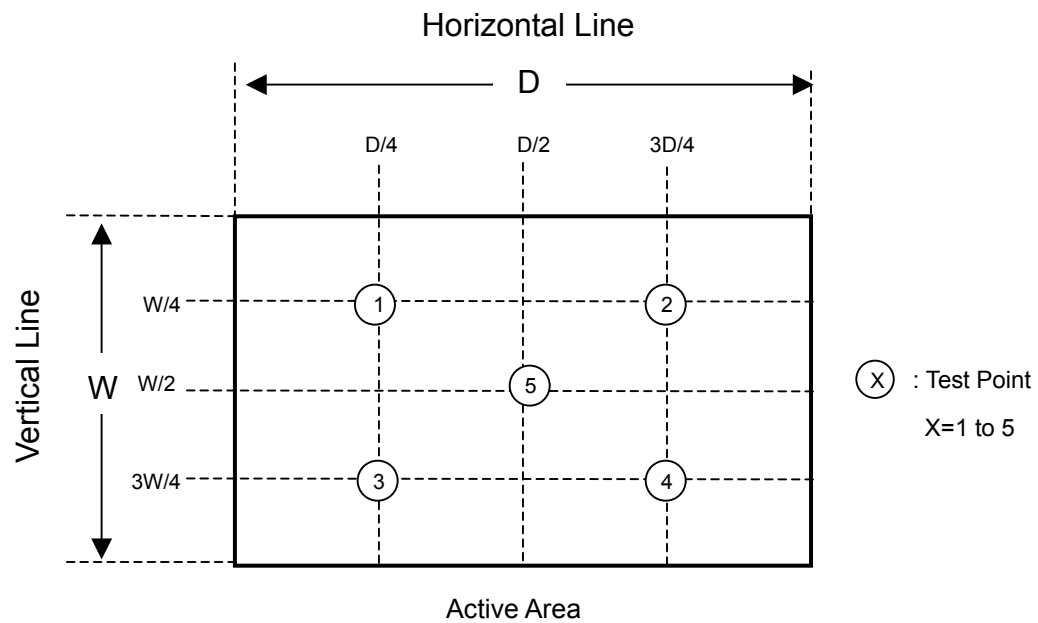 Horizontal Line
D
D/4 D/2 3D/4
Vertical Line
W
W/4
1 2
W/2
5
X : Test Point
X=1 to 5
3W/4
3 4
Active Area